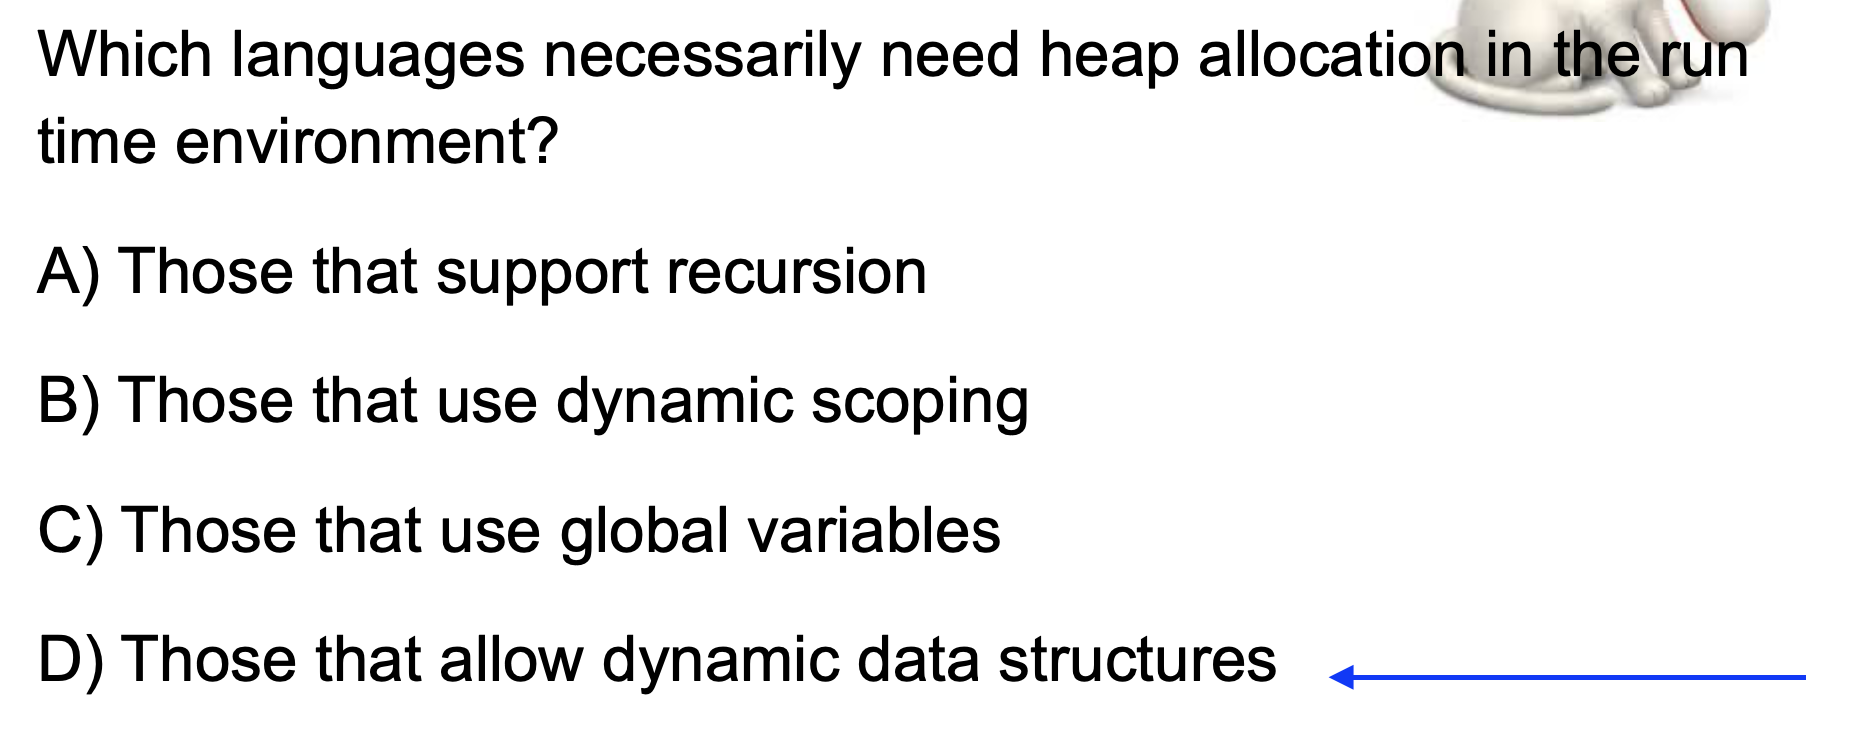 Which languages necessarily need heap allocation in the run
time environment?
A) Those that support recursion
B) Those that use dynamic scoping
C) Those that use global variables
D) Those that allow dynamic data structures